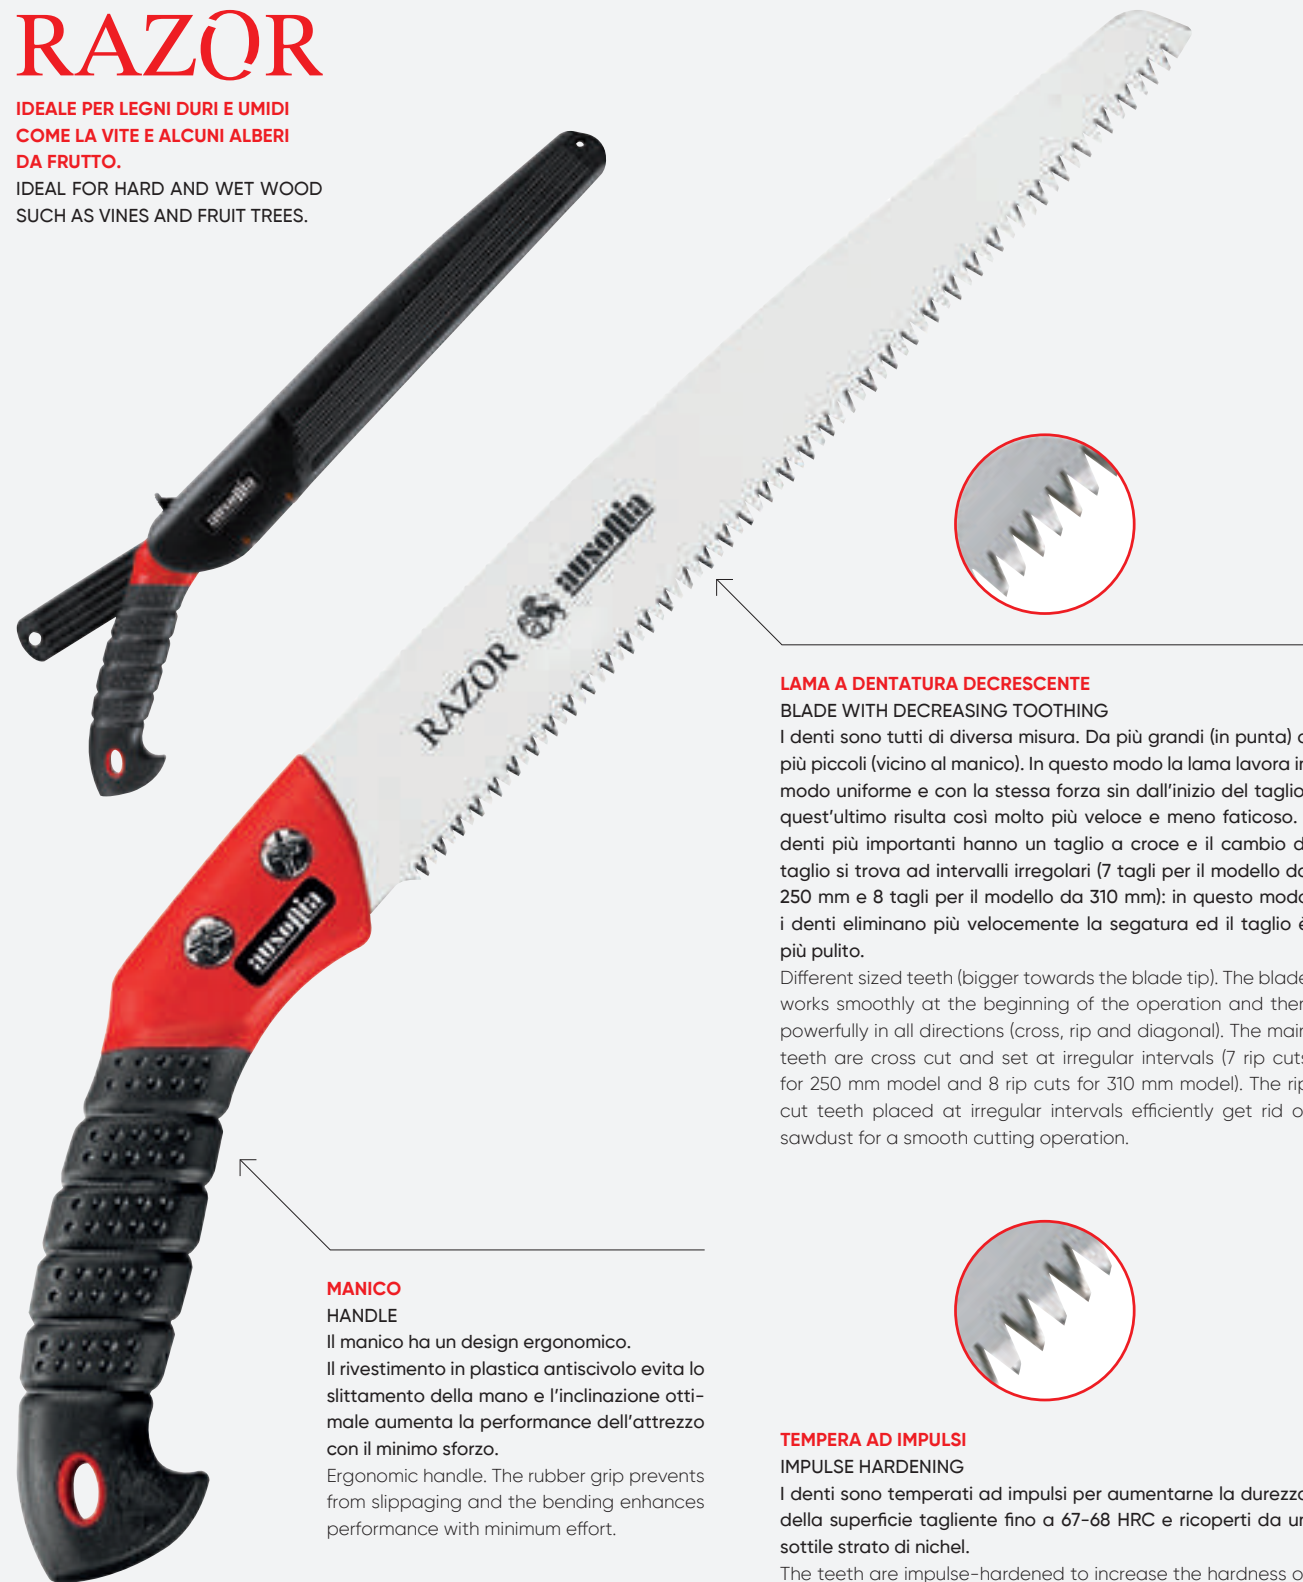 RAZOR
IDEALE PER LEGNI DURI E UMIDI
COME LA VITE E ALCUNI ALBERI
DA FRUTTO.
IDEAL FOR HARD AND WET WOOD
SUCH AS VINES AND FRUIT TREES.
ausonia
RAZOR ausonia
ausonia
LAMA A DENTATURA DECRESCENTE
BLADE WITH DECREASING TOOTHING
I denti sono tutti di diversa misura. Da più grandi (in punta)
più piccoli (vicino al manico). In questo modo la lama lavora
modo uniforme e con la stessa forza sin dall'inizio del taglio
quest'ultimo risulta così molto più veloce e meno faticoso.
denti più importanti hanno un taglio a croce e il cambio
taglio si trova ad intervalli irregolari (7 tagli per il modello
250 mm e 8 tagli per il modello da 310 mm): in questo
i denti eliminano più velocemente la segatura ed il taglio
più pulito.
Different sized teeth (bigger towards the blade tip). The
works smoothly at the beginning of the operation and
powerfully in all directions (cross, rip and diagonal). The
teeth are cross cut and set at irregular intervals (7 rip cuts
for 250 mm model and 8 rip cuts for 310 mm model). The
cut teeth placed at irregular intervals efficiently get rid
sawdust for a smooth cutting operation.
MANICO
HANDLE
Il manico ha un design ergonomico.
Il rivestimento in plastica antiscivolo evita lo
slittamento della mano e l'inclinazione otti-
male aumenta la performance dell'attrezzo
con il minimo sforzo.
Ergonomic handle. The rubber grip prevents
from slippaging and the bending enhances
performance with minimum effort.
TEMPERA AD IMPULSI
IMPULSE HARDENING
I denti sono temperati ad impulsi per aumentarne la
della superficie tagliente fino a 67-68 HRC e ricoperti da
sottile strato di nichel.
The teeth are impulse-hardened to increase the hardness